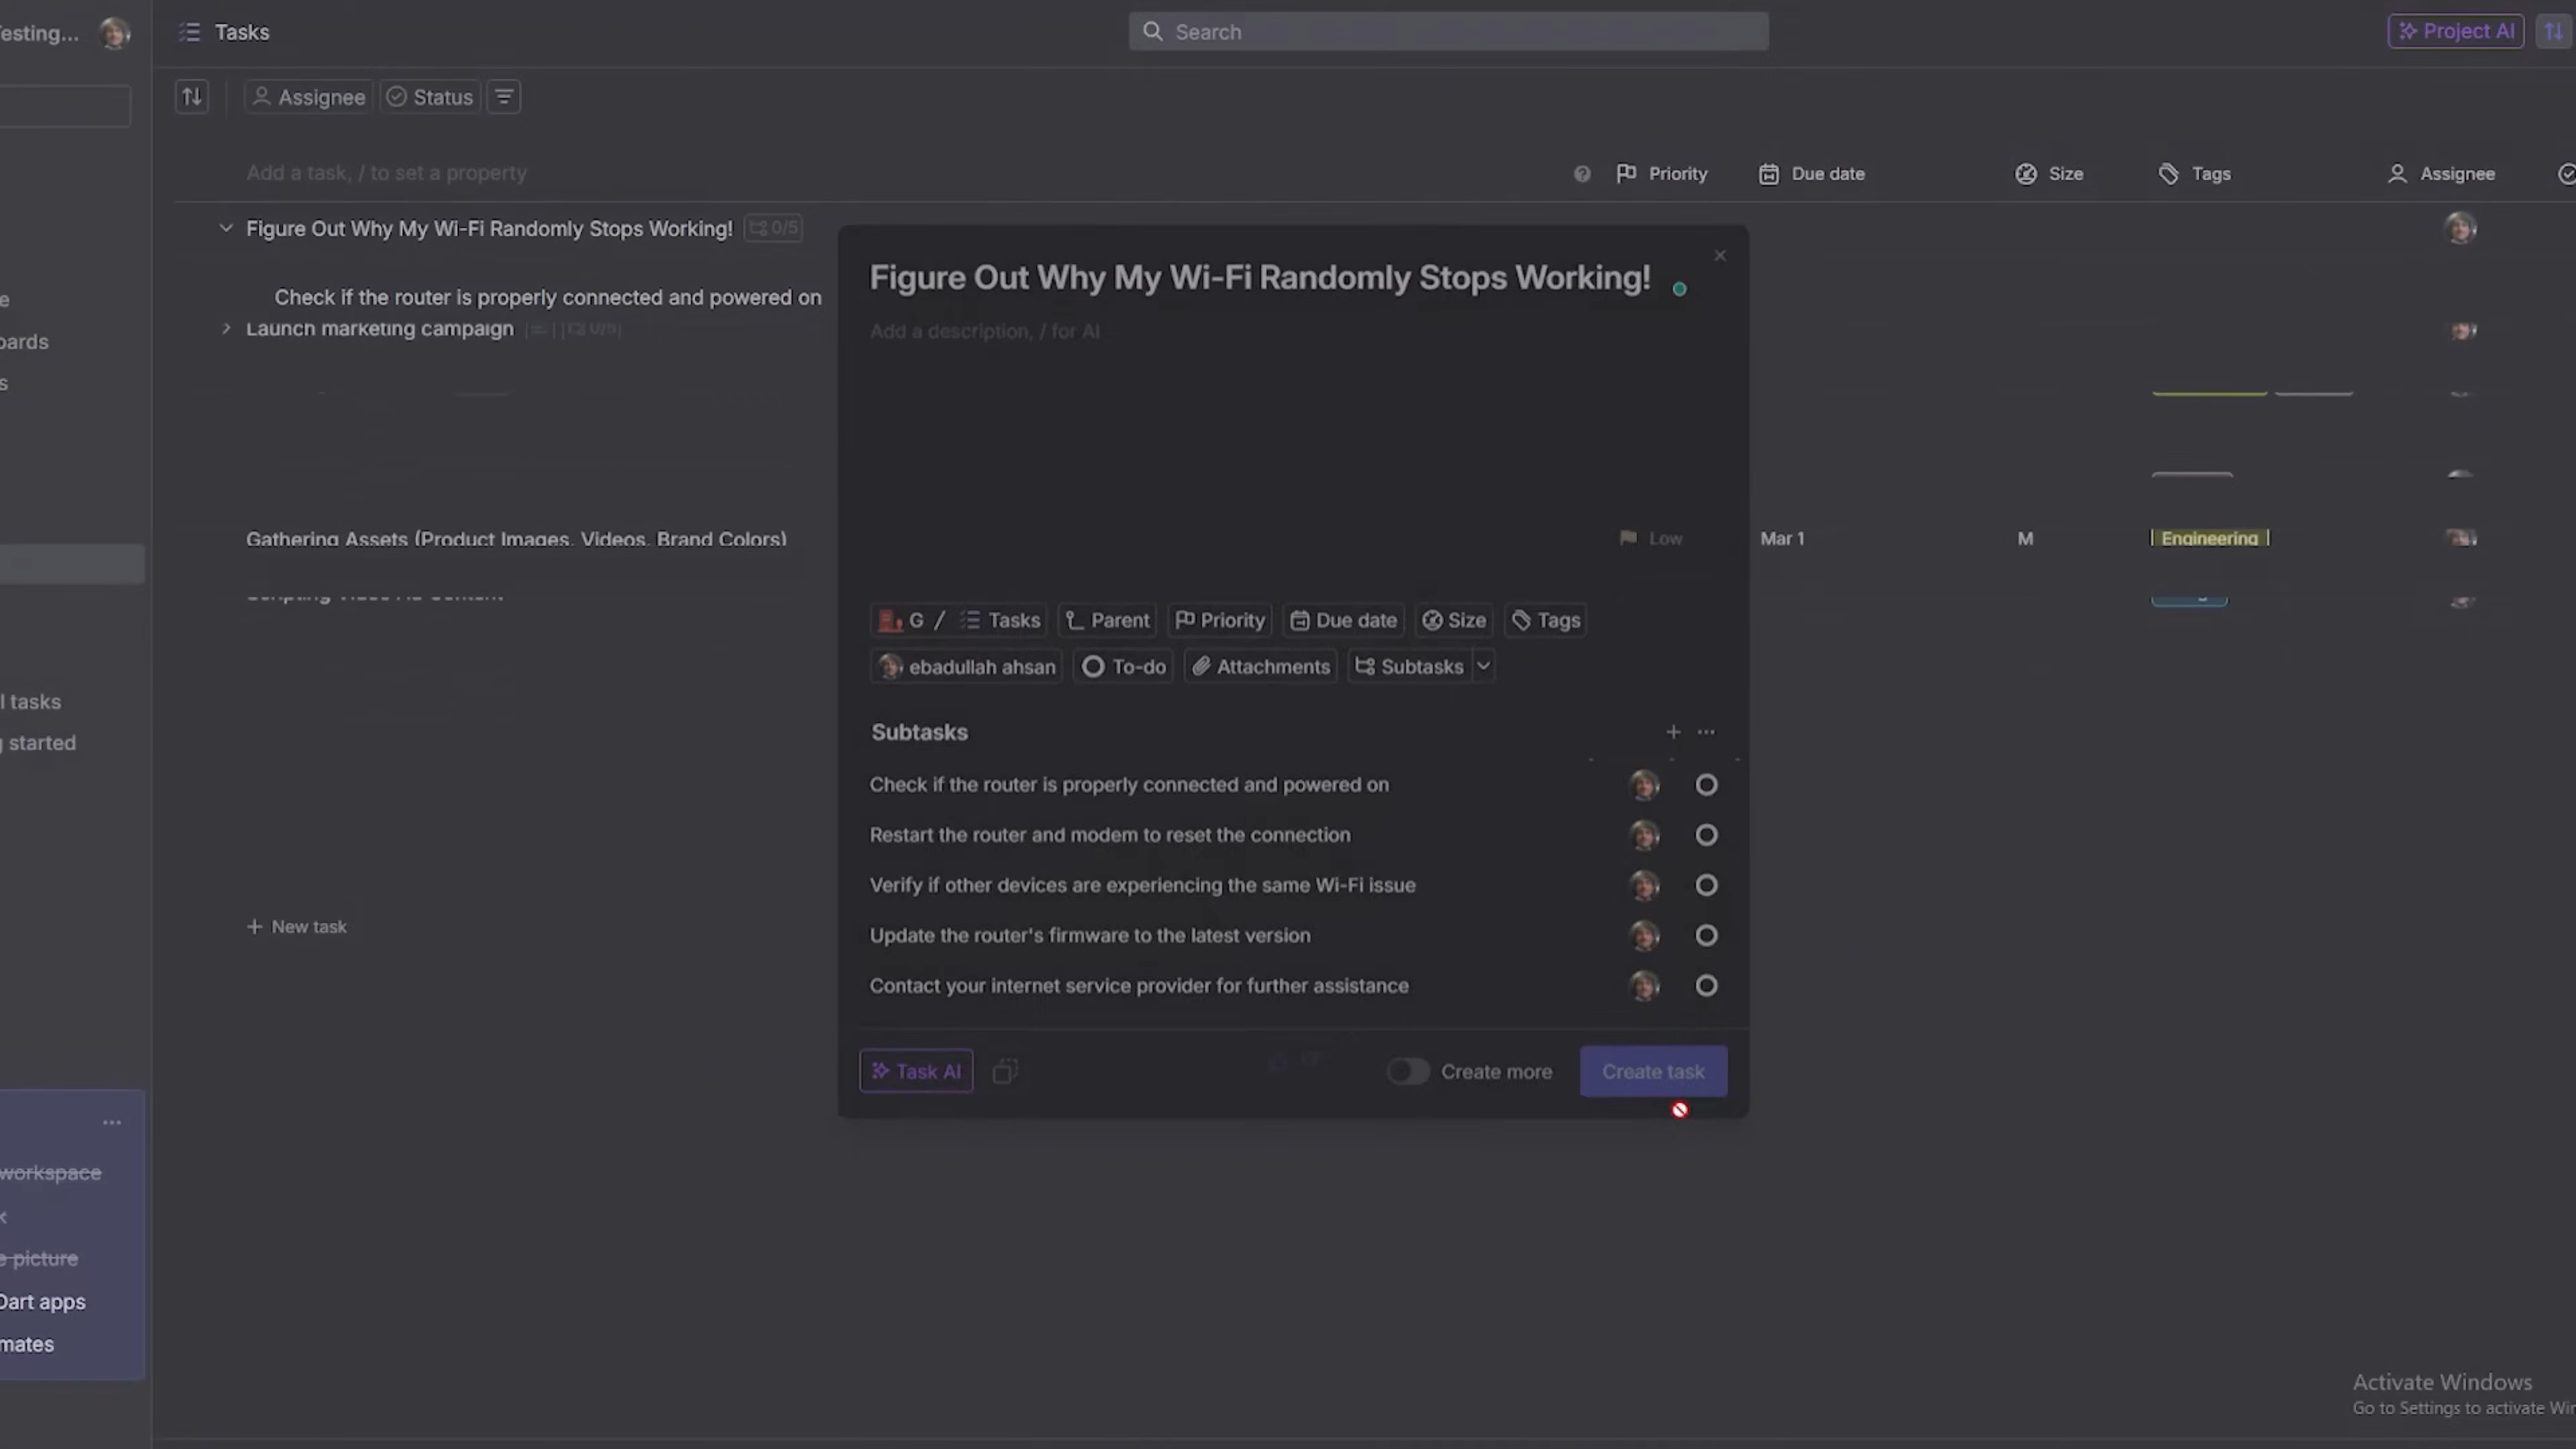 Tasks
Search
Project AI
Assignee
Status
Add a task, / to set a property
Priority
Due date
Size
Tags
Assignee
Figure Out Why My Wi-Fi Randomly Stops Working!
0/5
Check if the router is properly connected and powered on
Launch marketing campaign
0/5
Gathering Assets (Product Images, Videos, Brand Colors)
Low
Mar 1
M
Engineering
New task
Figure Out Why My Wi-Fi Randomly Stops Working!
Add a description, / for AI
G / Tasks
Parent
Priority
Due date
Size
Tags
ebadullah ahsan
To-do
Attachments
Subtasks
Subtasks
Check if the router is properly connected and powered on
Restart the router and modem to reset the connection
Verify if other devices are experiencing the same Wi-Fi issue
Update the router's firmware to the latest version
Contact your internet service provider for further assistance
Task AI
Create more
Create task
tasks
started
workspace
picture
Dart apps
mates
Activate Windows
Go to Settings to activate Win